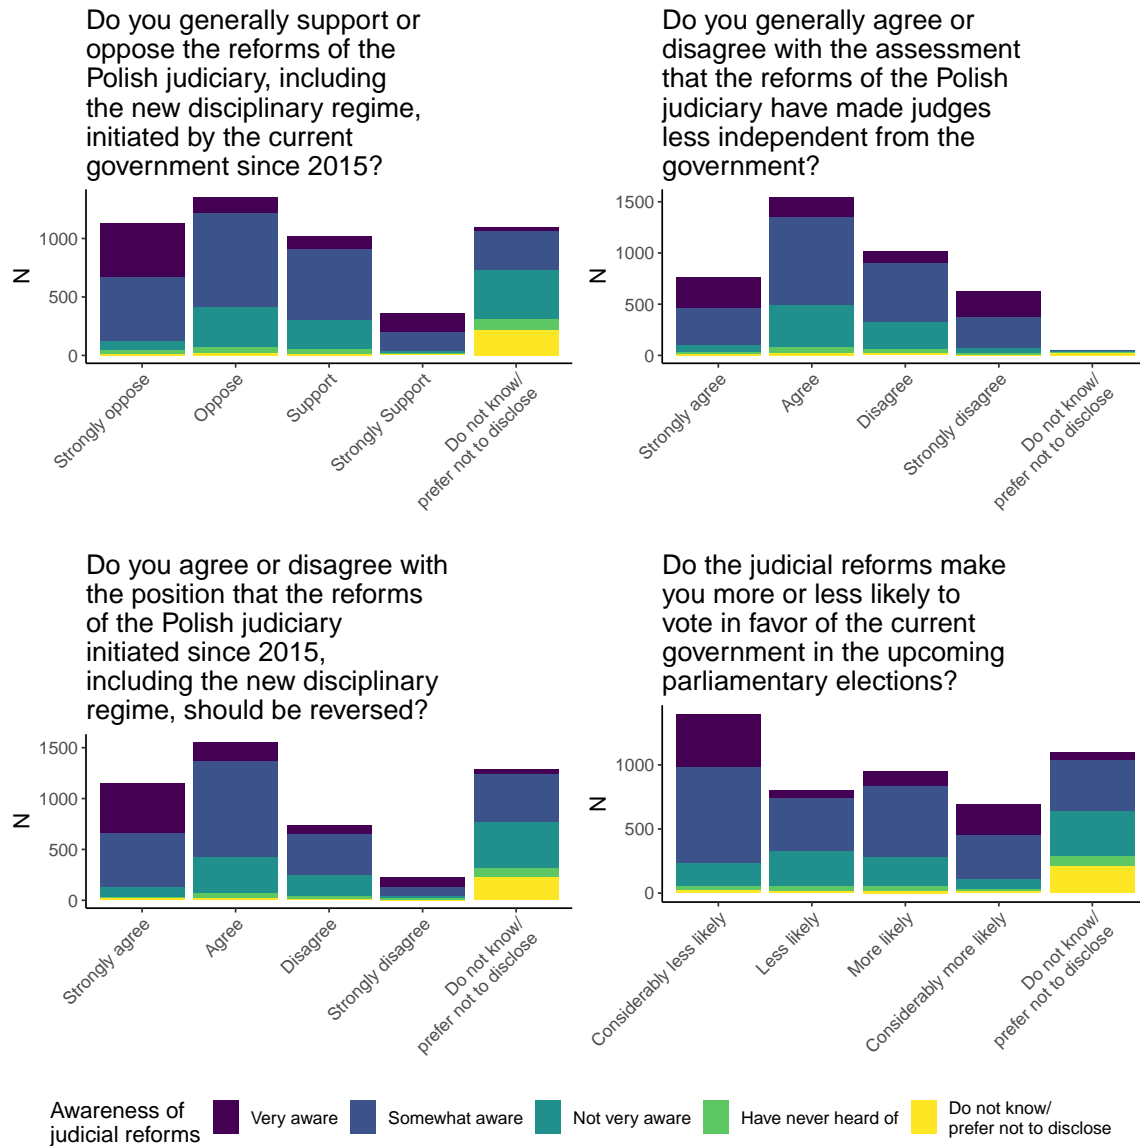 Do you generally support or
oppose the reforms of the
Polish judiciary, including
the new disciplinary regime,
initiated by the current
government since 2015?
N
1000
500
0
Strongly oppose
Oppose
Support
Strongly Support
Do not know/
prefer not to disclose
Do you generally agree or
disagree with the assessment
that the reforms of the Polish
judiciary have made judges
less independent from the
government?
N
1500
1000
500
0
Strongly agree
Agree
Disagree
Strongly disagree
Do not know/
prefer not to disclose
Do you agree or disagree with
the position that the reforms
of the Polish judiciary
initiated since 2015,
including the new disciplinary
regime, should be reversed?
N
1500
1000
500
0
Strongly agree
Agree
Disagree
Strongly disagree
Do not know/
prefer not to disclose
Do the judicial reforms make
you more or less likely to
vote in favor of the current
government in the upcoming
parliamentary elections?
N
1000
500
0
Considerably less likely
Less likely
More likely
Considerably more likely
Do not know/
prefer not to disclose
Awareness of
judicial reforms
Very aware
Somewhat aware
Not very aware
Have never heard of
Do not know/
prefer not to disclose